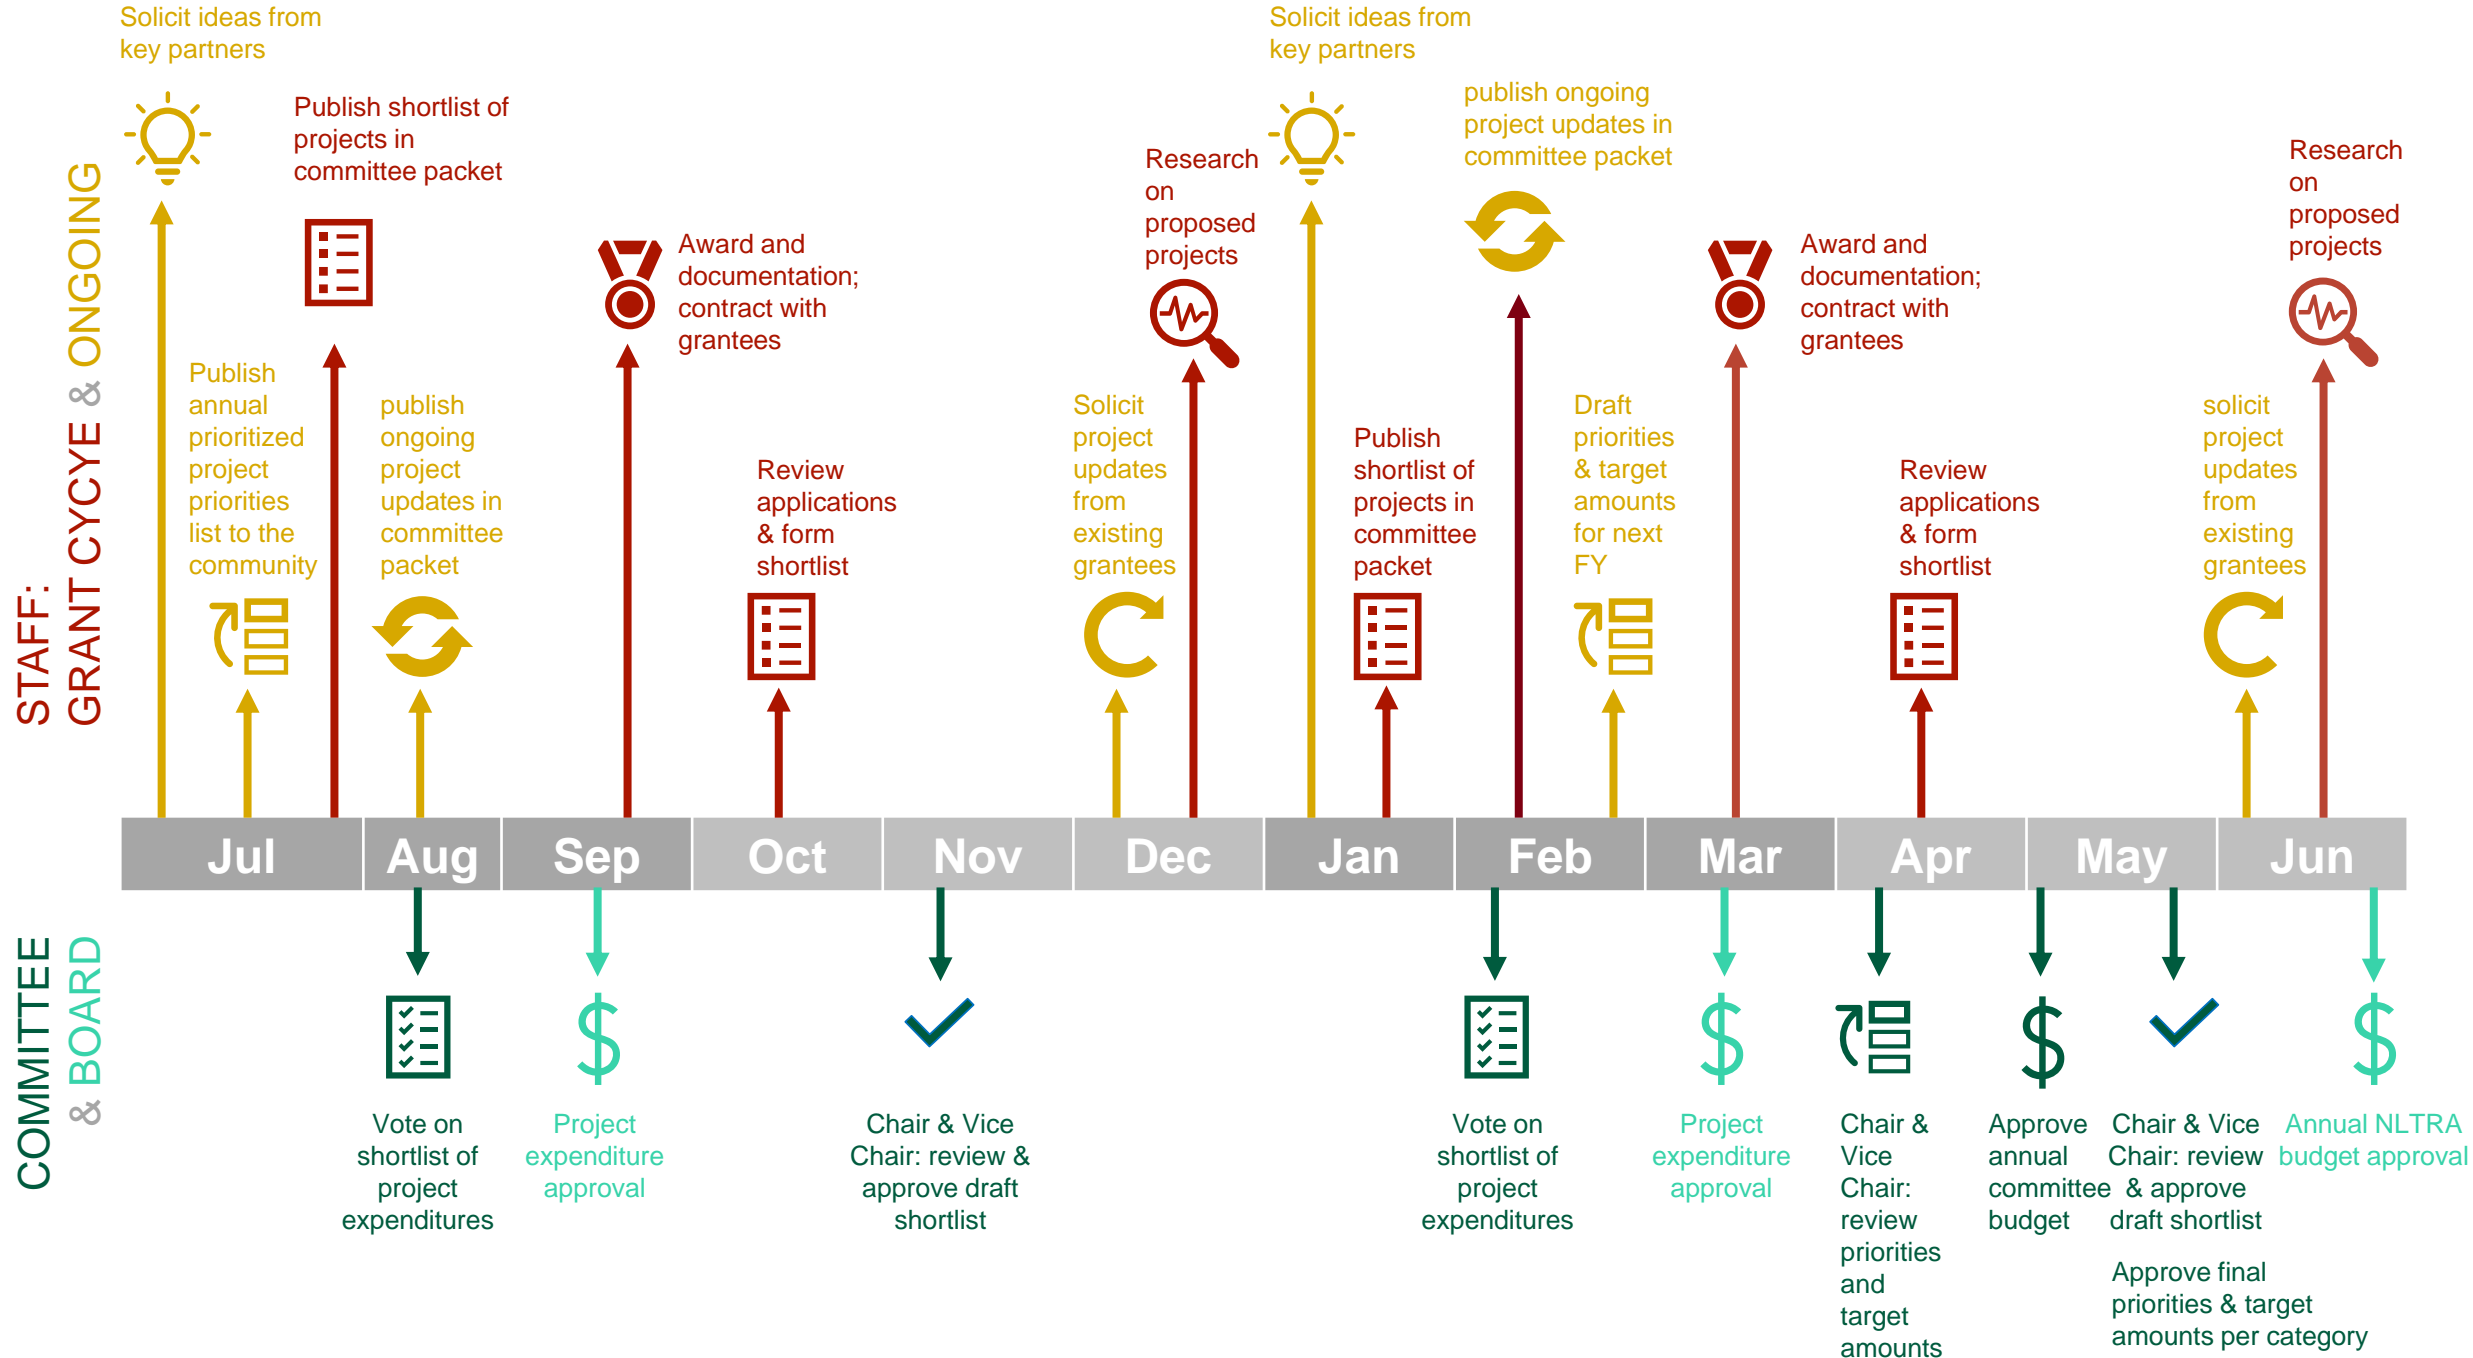 Solicit ideas from
key partners
Publish shortlist of
projects in
committee packet
Publish
annual
prioritized
project
priorities
list to the
community
publish
ongoing
project
updates in
committee
packet
Award and
documentation;
contract with
grantees
Review
applications
& form
shortlist
Solicit
project
updates
from
existing
grantees
Research
on
proposed
projects
Solicit ideas from
key partners
Publish
shortlist of
projects in
committee
packet
publish ongoing
project updates in
committee packet
Draft
priorities
& target
amounts
for next
FY
Award and
documentation;
contract with
grantees
Review
applications
& form
shortlist
solicit
project
updates
from
existing
grantees
Research
on
proposed
projects
STAFF:
GRANT CYCYE & ONGOING
Jul Aug Sep Oct Nov Dec Jan Feb Mar Apr May Jun
COMMITTEE
& BOARD
Vote on
shortlist of
project
expenditures
Project
expenditure
approval
Chair & Vice
Chair: review &
approve draft
shortlist
Vote on
shortlist of
project
expenditures
Project
expenditure
approval
Chair &
Vice
Chair:
review
priorities
and
target
amounts
Approve
annual
committee
budget
Chair & Vice
Chair: review
& approve
draft shortlist
Approve final
priorities & target
amounts per category
Annual NLTRA
budget approval